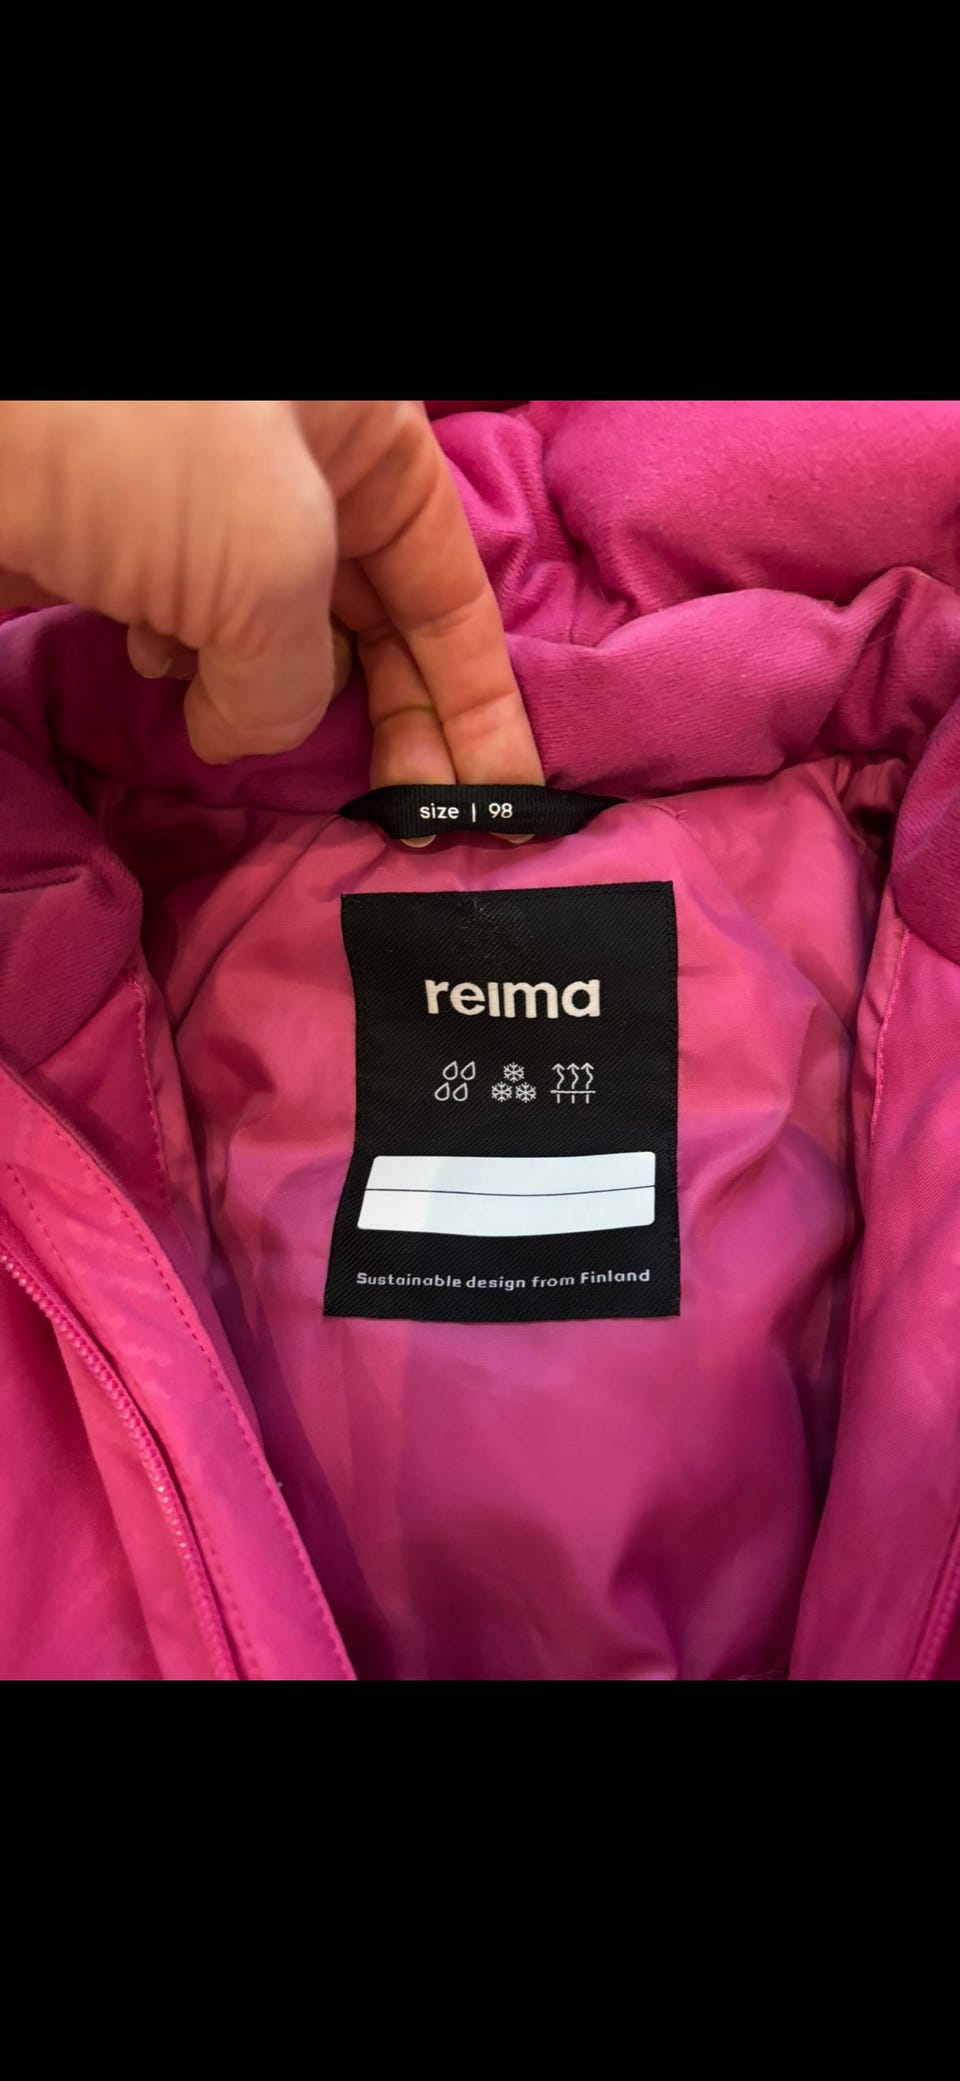 size | 98
reima
Sustainable design from Finland